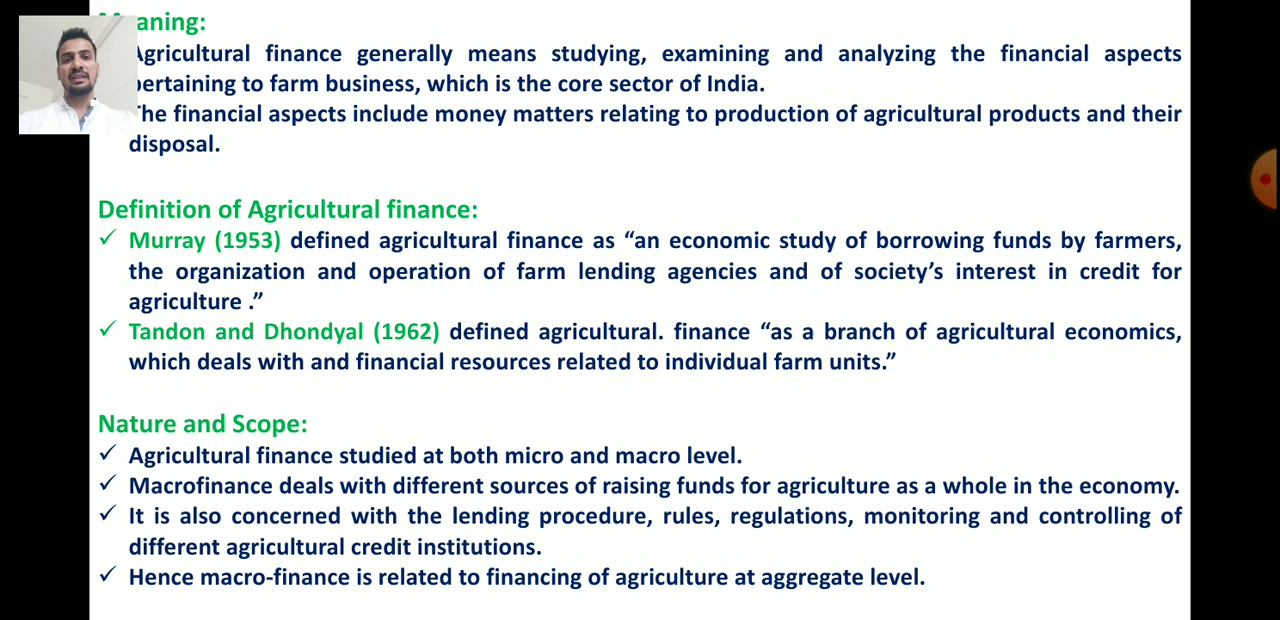 Meaning:
Agricultural finance generally means studying, examining and analyzing the financial aspects
pertaining to farm business, which is the core sector of India.
The financial aspects include money matters relating to production of agricultural products and their
disposal.
Definition of Agricultural finance:
✓ Murray (1953) defined agricultural finance as “an economic study of borrowing funds by farmers,
the organization and operation of farm lending agencies and of society’s interest in credit for
agriculture .”
✓ Tandon and Dhondyal (1962) defined agricultural. finance “as a branch of agricultural economics,
which deals with and financial resources related to individual farm units.”
Nature and Scope:
✓ Agricultural finance studied at both micro and macro level.
✓ Macrofinance deals with different sources of raising funds for agriculture as a whole in the economy.
✓ It is also concerned with the lending procedure, rules, regulations, monitoring and controlling of
different agricultural credit institutions.
✓ Hence macro-finance is related to financing of agriculture at aggregate level.